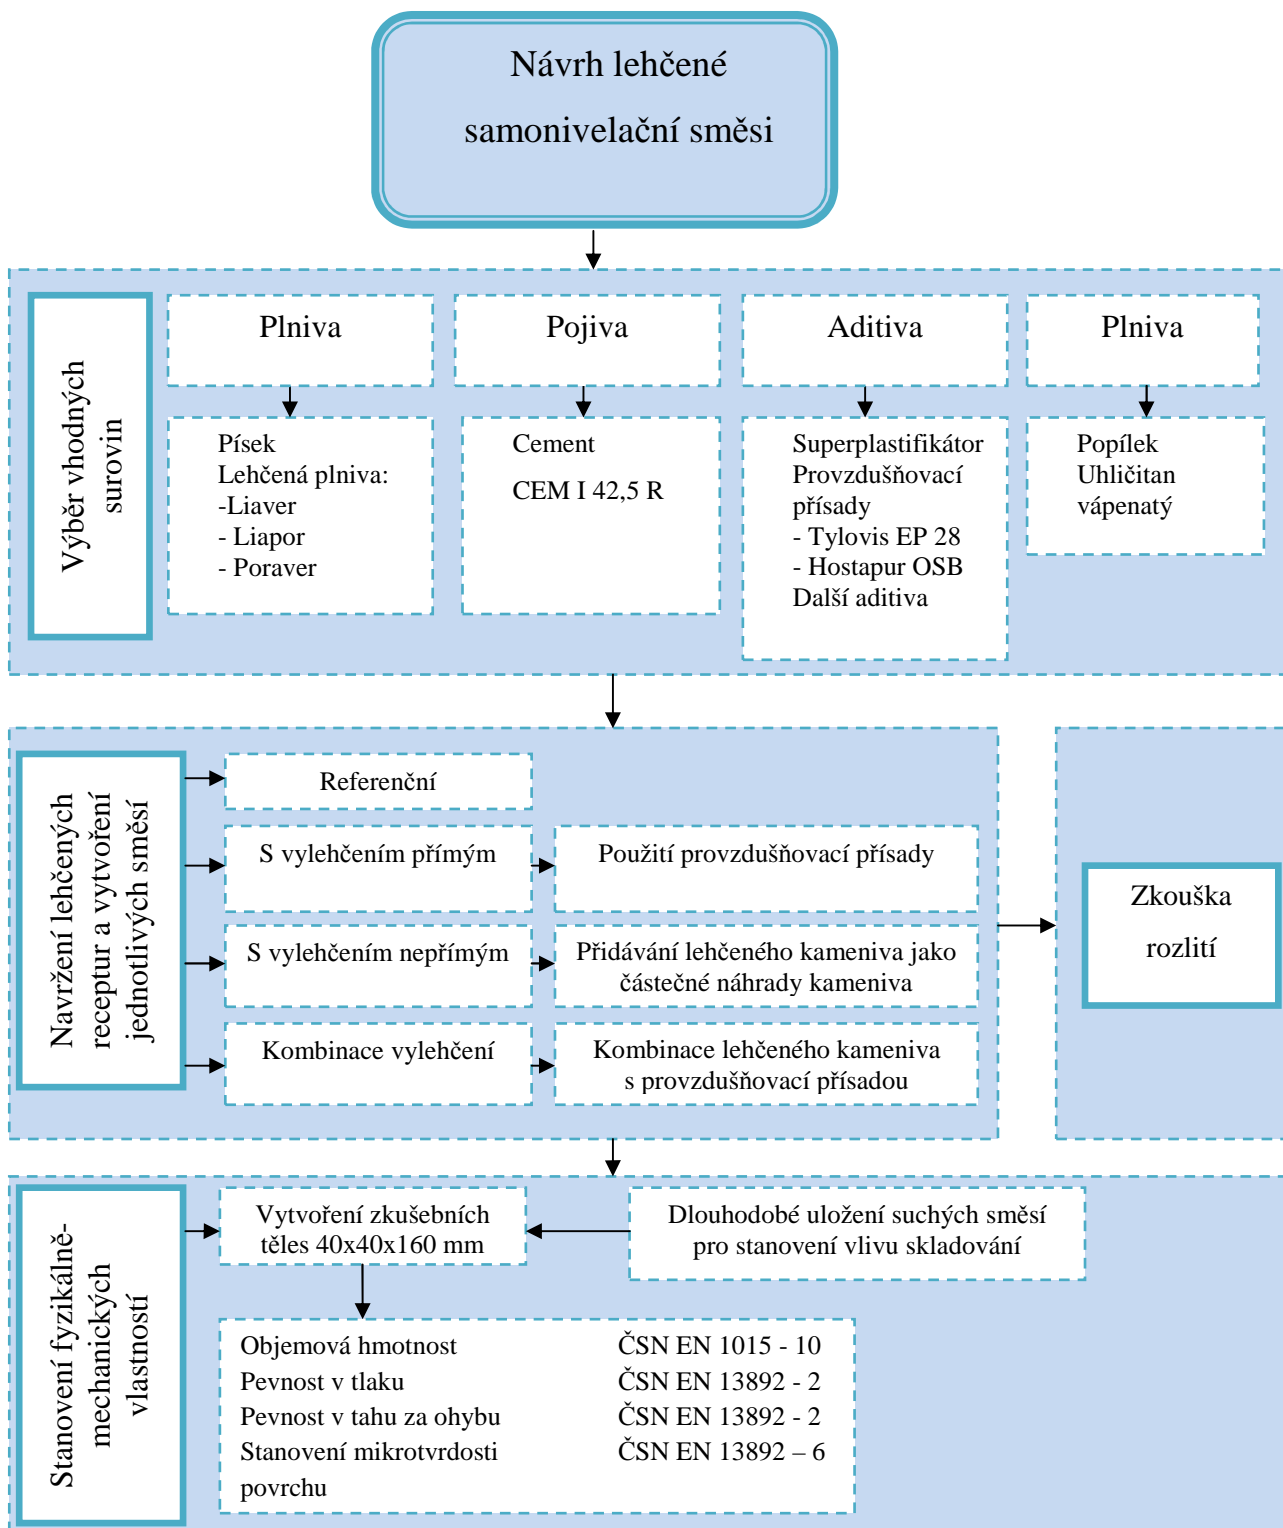 Návrh lehčené
samonivelační směsi
Výběr vhodných
surovin
Plniva
Písek
Lehčená plniva:
-Liaver
- Liapor
- Poraver
Pojiva
Cement
CEM I 42,5 R
Aditiva
Superplastifikátor
Provzdušňovací
přísady
- Tylovis EP 28
- Hostapur OSB
Další aditiva
Plniva
Popílek
Uhličitan
vápenatý
Navržení lehčených
receptur a vytvoření
jednotlivých směsí
Referenční
S vylehčením přímým
Použití provzdušňovací přísady
S vylehčením nepřímým
Přidávání lehčeného kameniva jako
částečné náhrady kameniva
Kombinace vylehčení
Kombinace lehčeného kameniva
s provzdušňovací přísadou
Zkouška
rozlití
Stanovení fyzikálně-
mechanických
vlastností
Vytvoření zkušebních
těles 40x40x160 mm
Dlouhodobé uložení suchých směsí
pro stanovení vlivu skladování
Objemová hmotnost ČSN EN 1015 - 10
Pevnost v tlaku ČSN EN 13892 - 2
Pevnost v tahu za ohybu ČSN EN 13892 - 2
Stanovení mikrotvrdosti ČSN EN 13892 – 6
povrchu